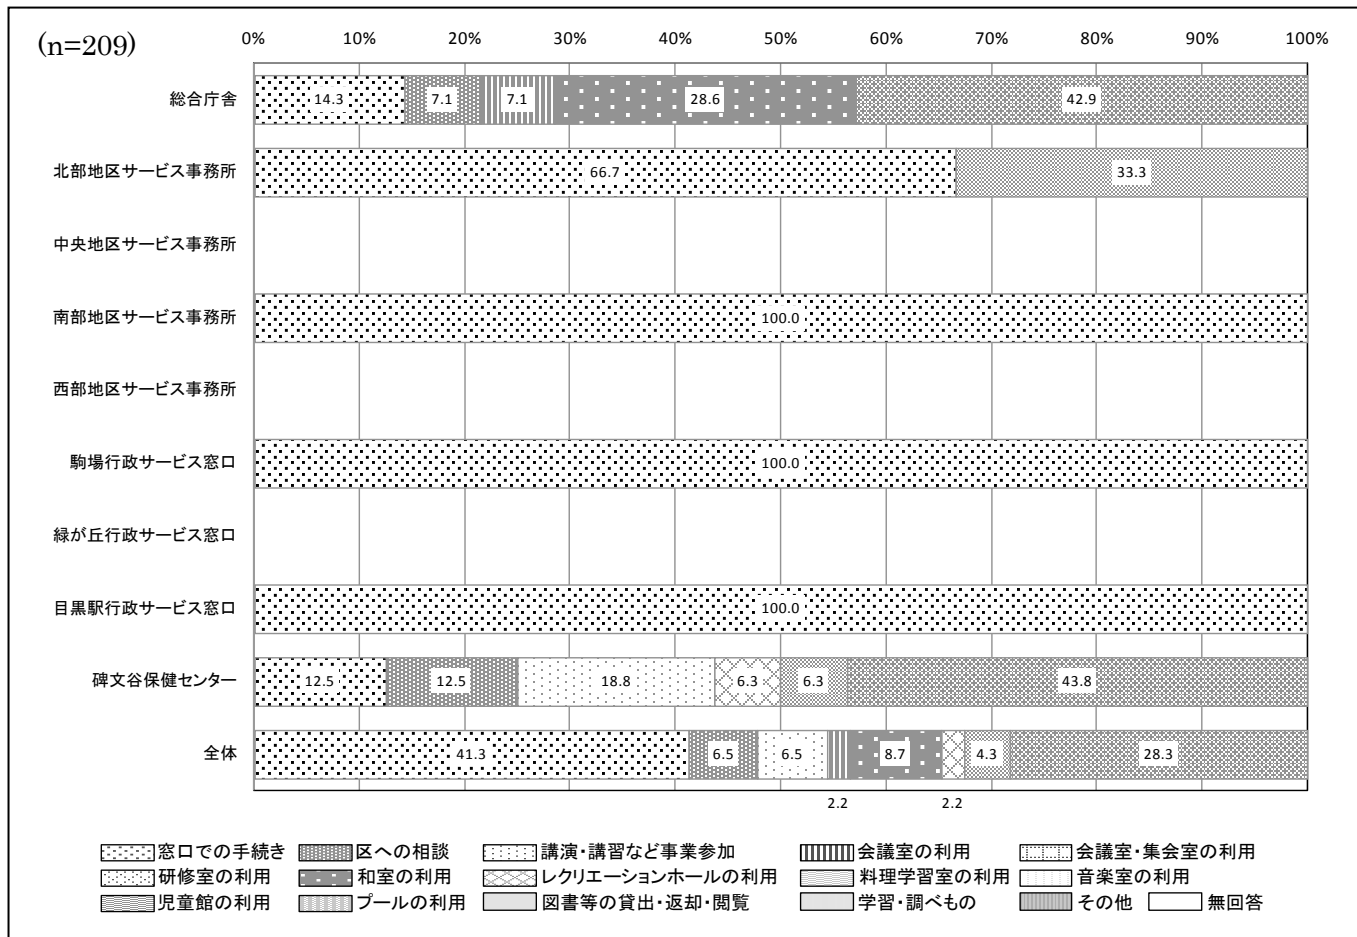 (n=209)
0% 10% 20% 30% 40% 50% 60% 70% 80% 90% 100%
総合庁舎 14.3 7.1 7.1 28.6 42.9
北部地区サービス事務所 66.7 33.3
中央地区サービス事務所
南部地区サービス事務所 100.0
西部地区サービス事務所
駒場行政サービス窓口 100.0
緑が丘行政サービス窓口
目黒駅行政サービス窓口 100.0
碑文谷保健センター 12.5 12.5 18.8 6.3 6.3 43.8
全体 41.3 6.5 6.5 8.7 4.3 28.3
2.2 2.2
窓口での手続き 区への相談 講演・講習など事業参加 会議室の利用 会議室・集会室の利用
研修室の利用 和室の利用 レクリエーションホールの利用 料理学習室の利用 音楽室の利用
児童館の利用 プールの利用 図書等の貸出・返却・閲覧 学習・調べもの その他 無回答